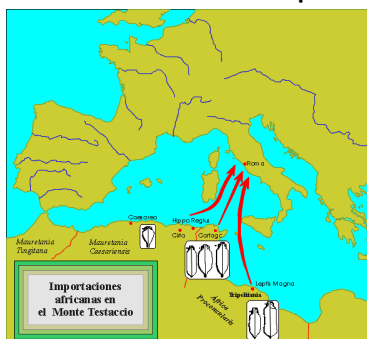 Roma
Caesarea
Hippo Regius
Cirta
Cartago
Mauretania
Tingitana
Mauretania
Caesariensis
Leptis Magna
Tripolitania
Africa
Proconsularis
Importaciones
africanas en
el Monte Testaccio